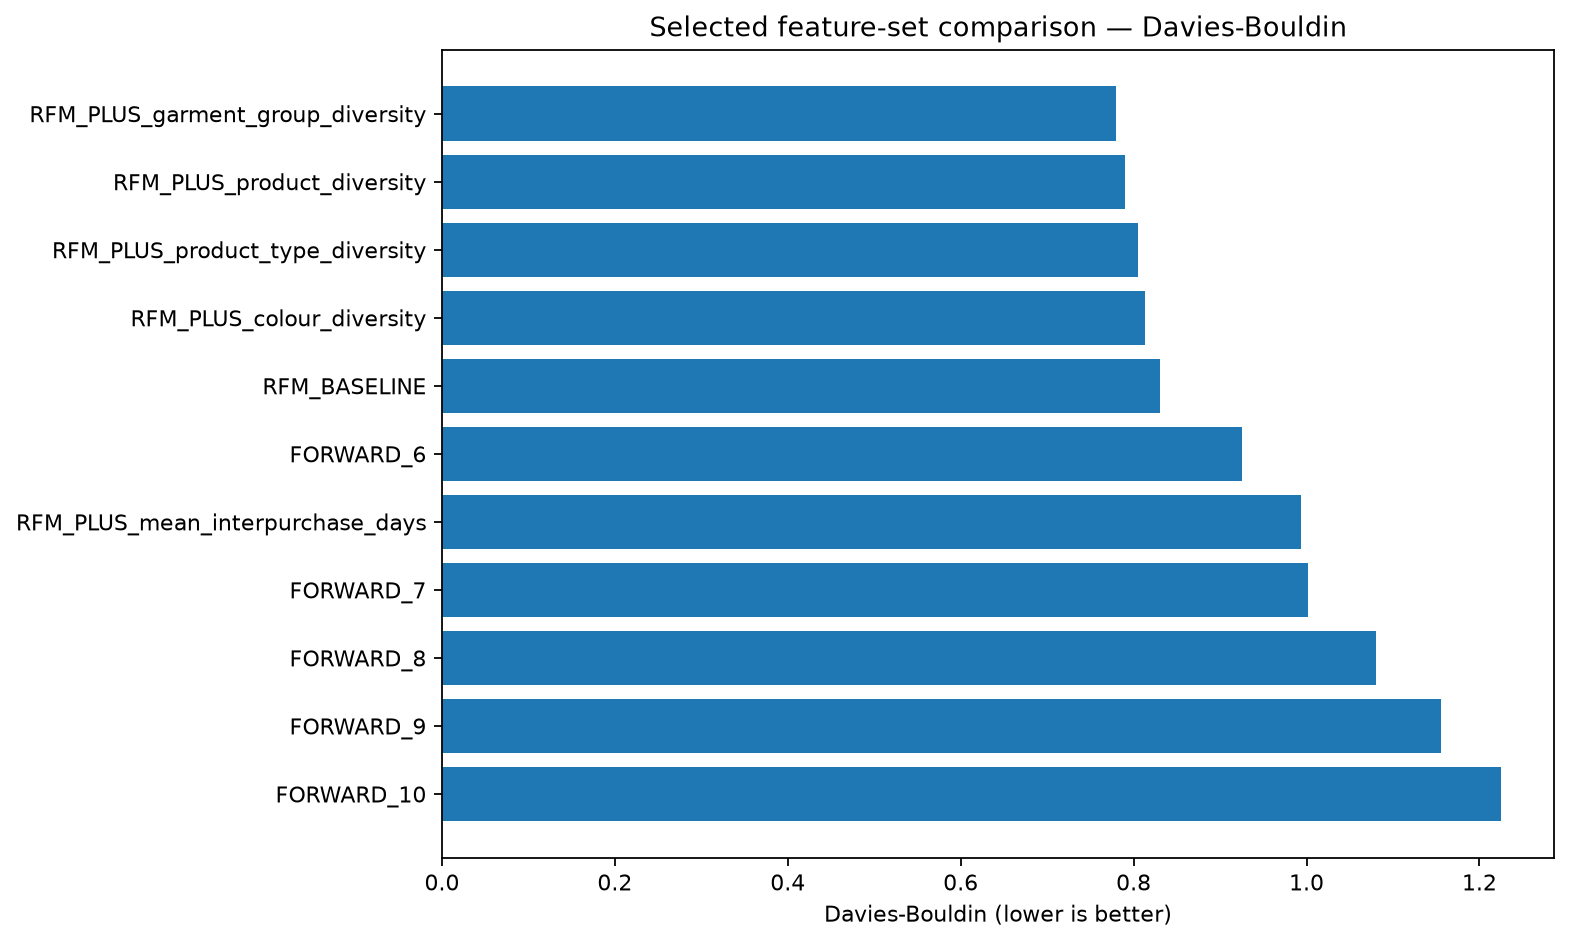 Selected feature-set comparison — Davies-Bouldin
RFM_PLUS_garment_group_diversity
RFM_PLUS_product_diversity
RFM_PLUS_product_type_diversity
RFM_PLUS_colour_diversity
RFM_BASELINE
FORWARD_6
RFM_PLUS_mean_interpurchase_days
FORWARD_7
FORWARD_8
FORWARD_9
FORWARD_10
0.0 0.2 0.4 0.6 0.8 1.0 1.2
Davies-Bouldin (lower is better)